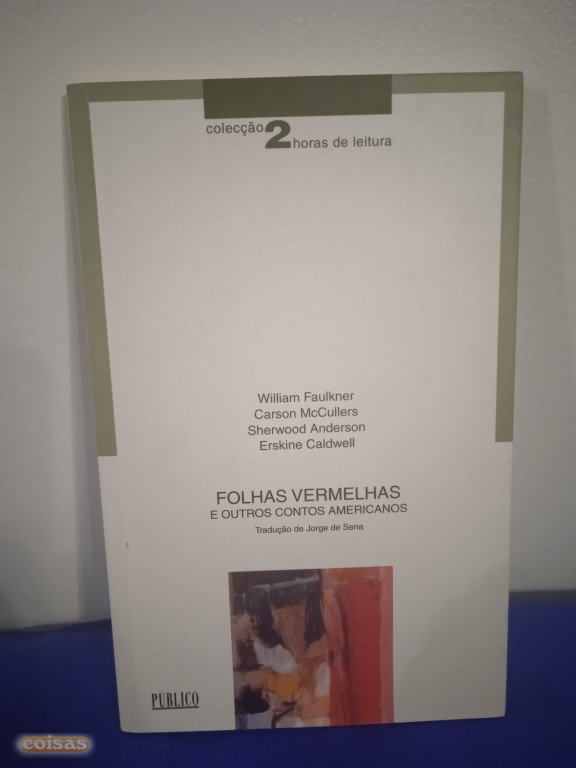 colecção 2 horas de leitura
William Faulkner
Carson McCullers
Sherwood Anderson
Erskine Caldwell
FOLHAS VERMELHAS
E OUTROS CONTOS AMERICANOS
Tradução de Jorge de Sena
PÚBLICO
coisas